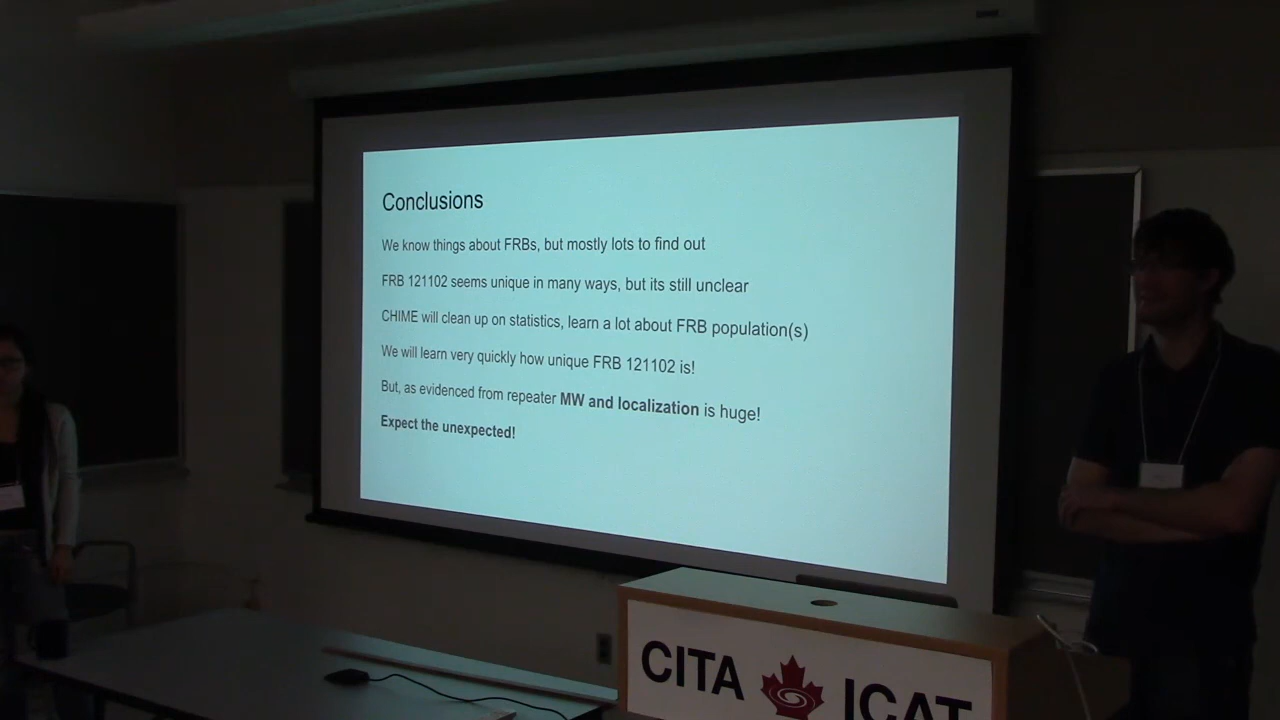 Conclusions
We know things about FRBs, but mostly lots to find out
FRB 121102 seems unique in many ways, but its still unclear
CHIME will clean up on statistics, learn a lot about FRB population(s)
We will learn very quickly how unique FRB 121102 is!
But, as evidenced from repeater MW and localization is huge!
Expect the unexpected!
CITA ICAT